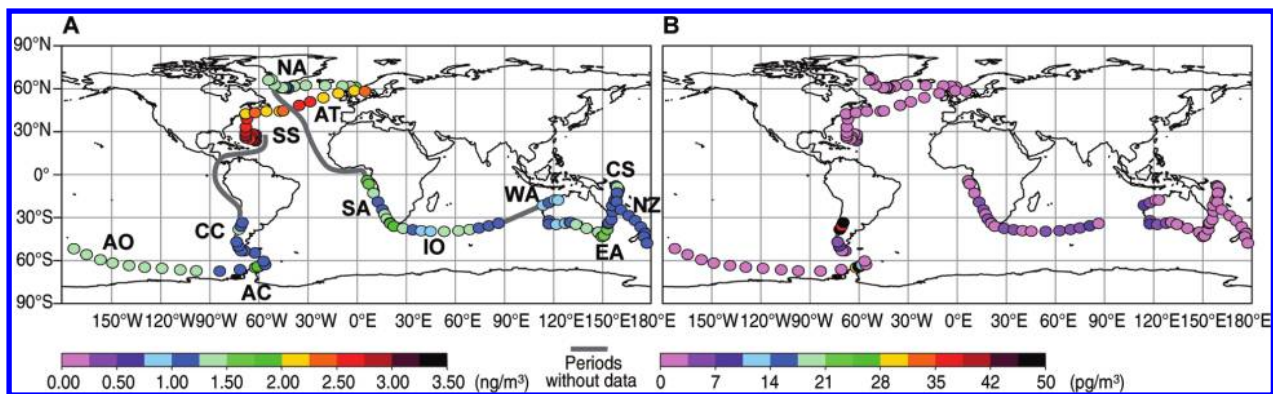 A
B
90°N
60°N
30°N
0°
30°S
60°S
90°S
NA
AT
SS
SA
WA
CS
NZ
CC
AO
IO
EA
AC
150°W 120°W 90°W 60°W 30°W 0°E 30°E 60°E 90°E 120°E 150°E 180°E
150°W 120°W 90°W 60°W 30°W 0°E 30°E 60°E 90°E 120°E 150°E 180°E
0.00 0.50 1.00 1.50 2.00 2.50 3.00 3.50 (ng/m³)
Periods
without data
0 7 14 21 28 35 42 50 (pg/m³)